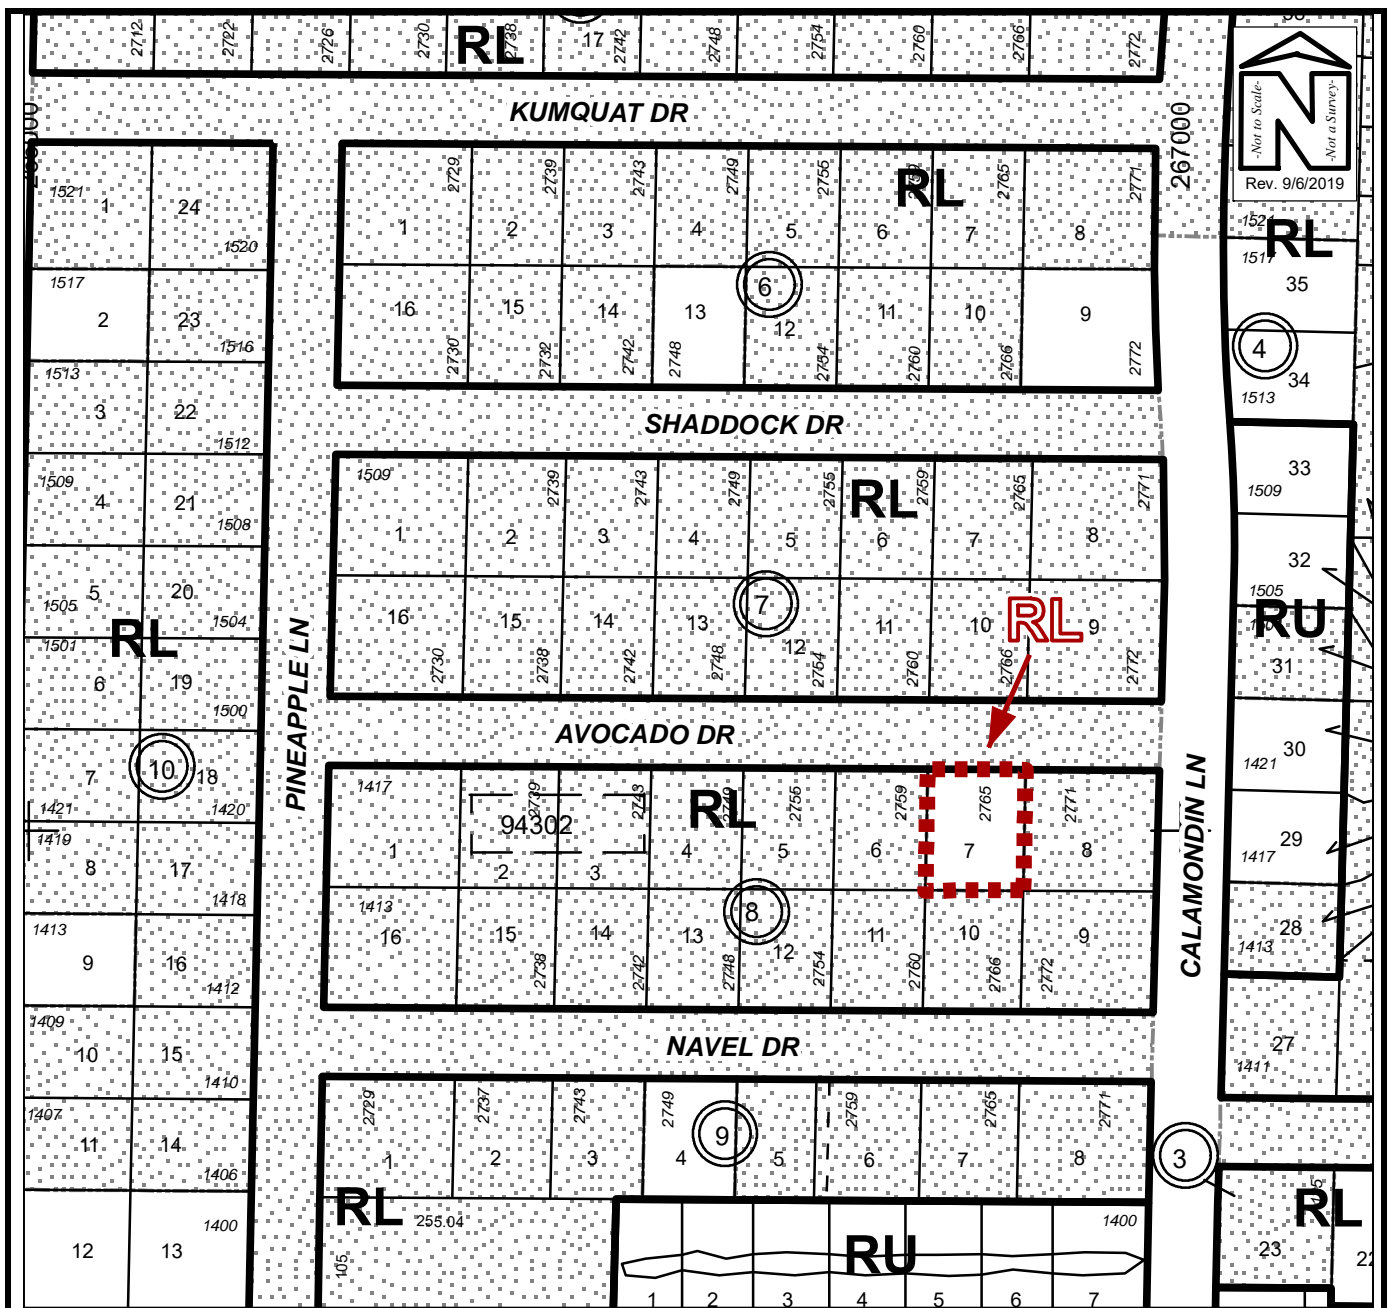 2712 2722 2726 2730 2738 2742 2748 2754 2760 2766 2772
RL
17
KUMQUAT DR
267000
-Not to Scale-
N
-Not a Survey-
Rev. 9/6/2019
2729 2739 2743 2749 2755 2759 2765 2771
RL
1 2 3 4 5 6 7 8
6
16 15 14 13 12 11 10 9
2730 2732 2742 2748 2754 2760 2766 2772
SHADDOCK DR
1509 2739 2743 2749 2755 2759 2765 2771
RL
1 2 3 4 5 6 7 8
7
16 15 14 13 12 11 10 9
RL
2730 2738 2742 2748 2754 2760 2766 2772
AVOCADO DR
1417 2739 2743 2749 2755 2759 2765 2771
RL
94302
1 2 3 4 5 6 7 8
8
1413
16 15 14 13 12 11 10 9
2738 2742 2748 2754 2760 2766 2772
NAVEL DR
2729 2737 2743 2749 2759 2765 2771
9
1 2 3 4 5 6 7 8
RL
255.04
105
1400
RU
1 2 3 4 5 6 7
PINEAPPLE LN
CALAMONDIN LN
1521
1 24
1520
1517
2 23
1516
1513
3 22
1512
1509
4 21
1508
5 20
1505 1504
RL
1501
6 19
1500
10
7 18
1421 1420
1419
8 17
1418
1413
9 16
1412
1409
10 15
1410
1407
11 14
1406
1400
12 13
1521
RL
1517
35
4
34
1513
33
1509
32
1505
RU
31
30
1421
29
1417
28
1413
27
1411
3
RL
23